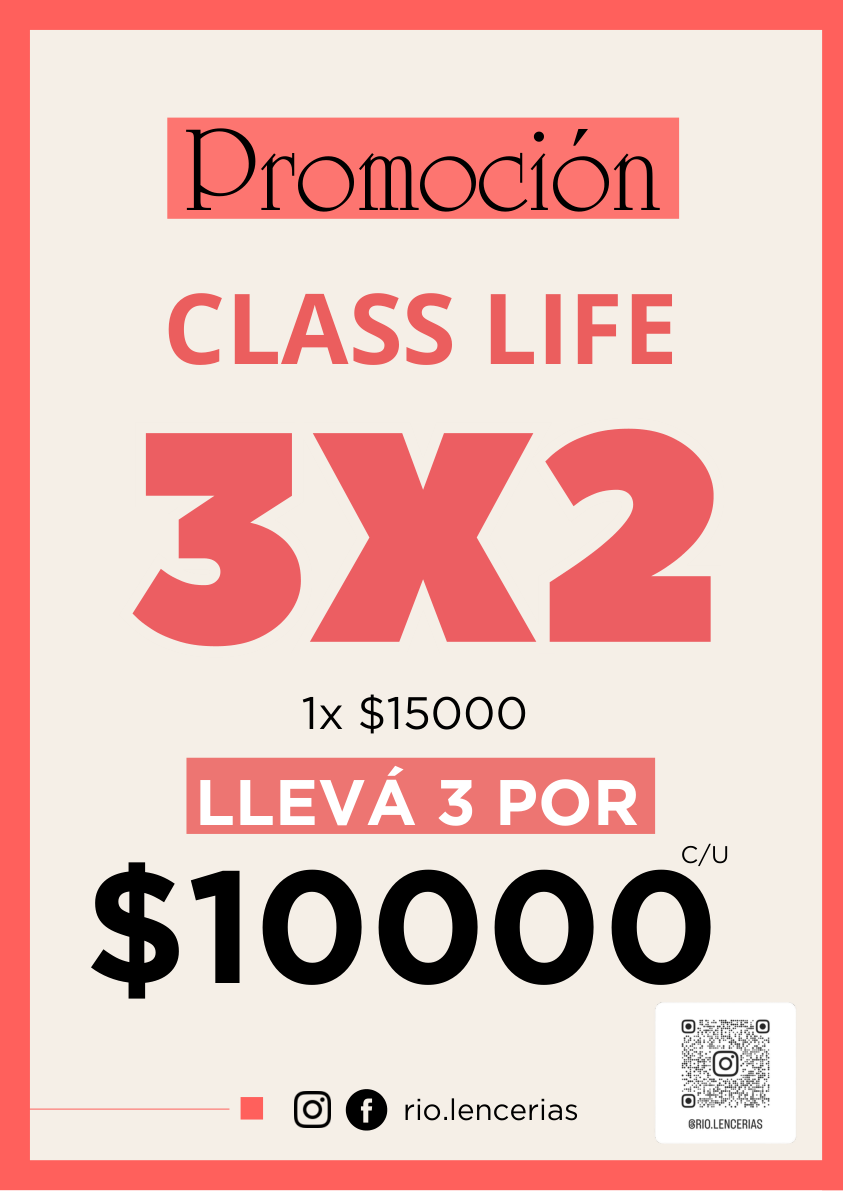 Promoción
CLASS LIFE
3X2
1x $15000
LLEVÁ 3 POR
C/U
$10000
rio.lencerias
@RIO.LENCERIAS